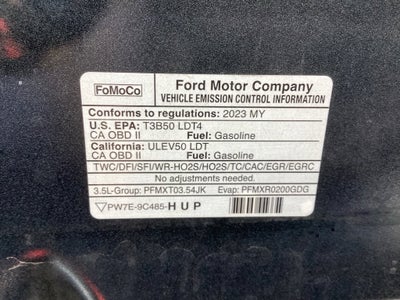 FoMoCo
Ford Motor Company
VEHICLE EMISSION CONTROL INFORMATION
Conforms to regulations: 2023 MY
U.S. EPA: T3B50 LDT4
CA OBD II Fuel: Gasoline
California: ULEV50 LDT
CA OBD II Fuel: Gasoline
TWC/DFI/SFI/WR-HO2S/HO2S/TC/CAC/EGR/EGRC
No adjustments needed.
3.5L-Group: PFMXT03.54JK Evap: PFMXR0200GDG
PW7E-9C485-HUP